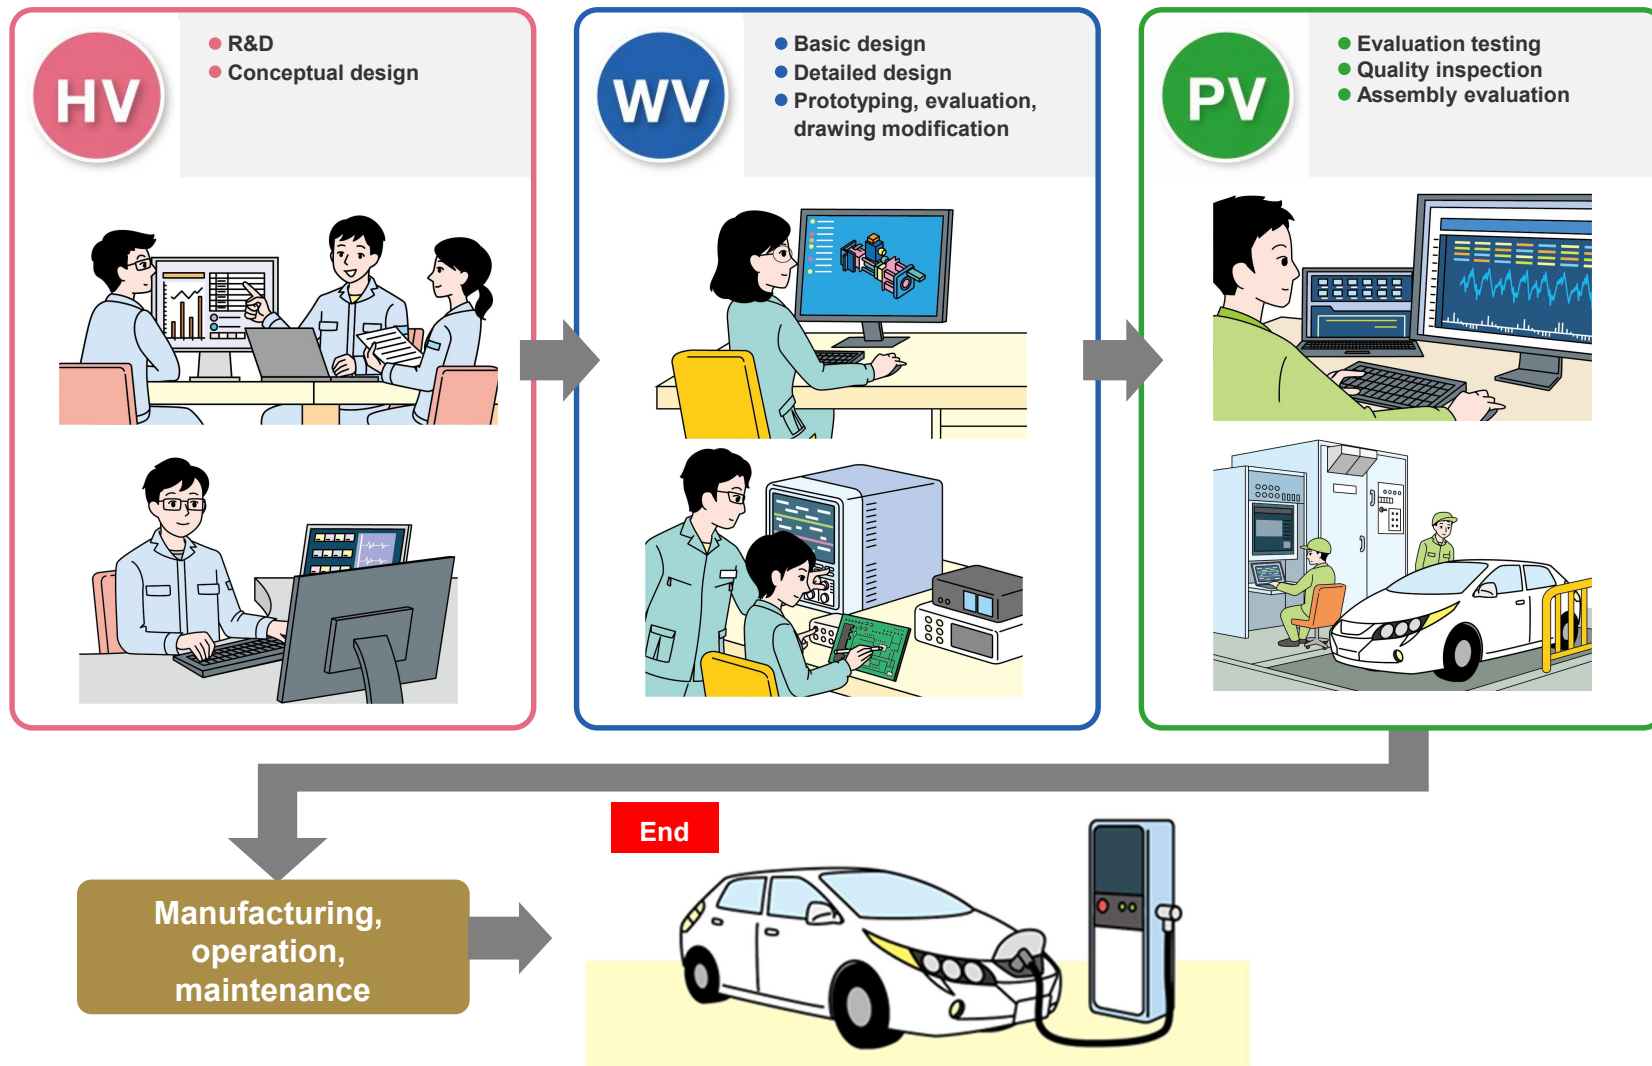 HV
R&D
Conceptual design
WV
Basic design
Detailed design
Prototyping, evaluation,
drawing modification
PV
Evaluation testing
Quality inspection
Assembly evaluation
End
Manufacturing,
operation,
maintenance